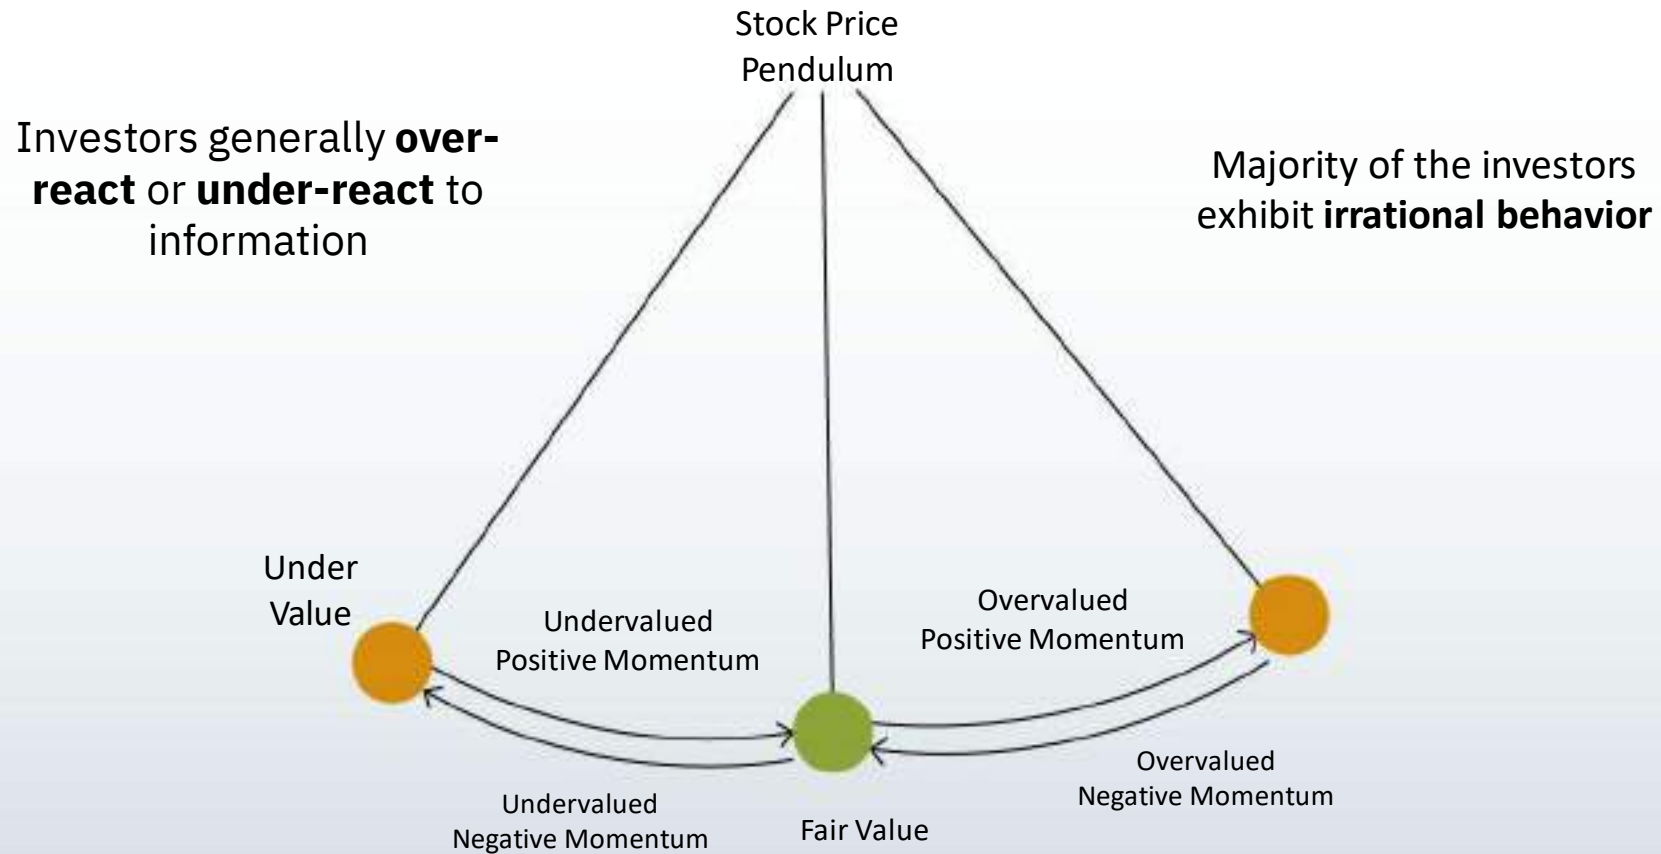 Stock Price
Pendulum
Investors generally over-
react or under-react to
information
Majority of the investors
exhibit irrational behavior
Under
Value
Undervalued
Positive Momentum
Overvalued
Positive Momentum
Overvalued
Negative Momentum
Undervalued
Negative Momentum
Fair Value